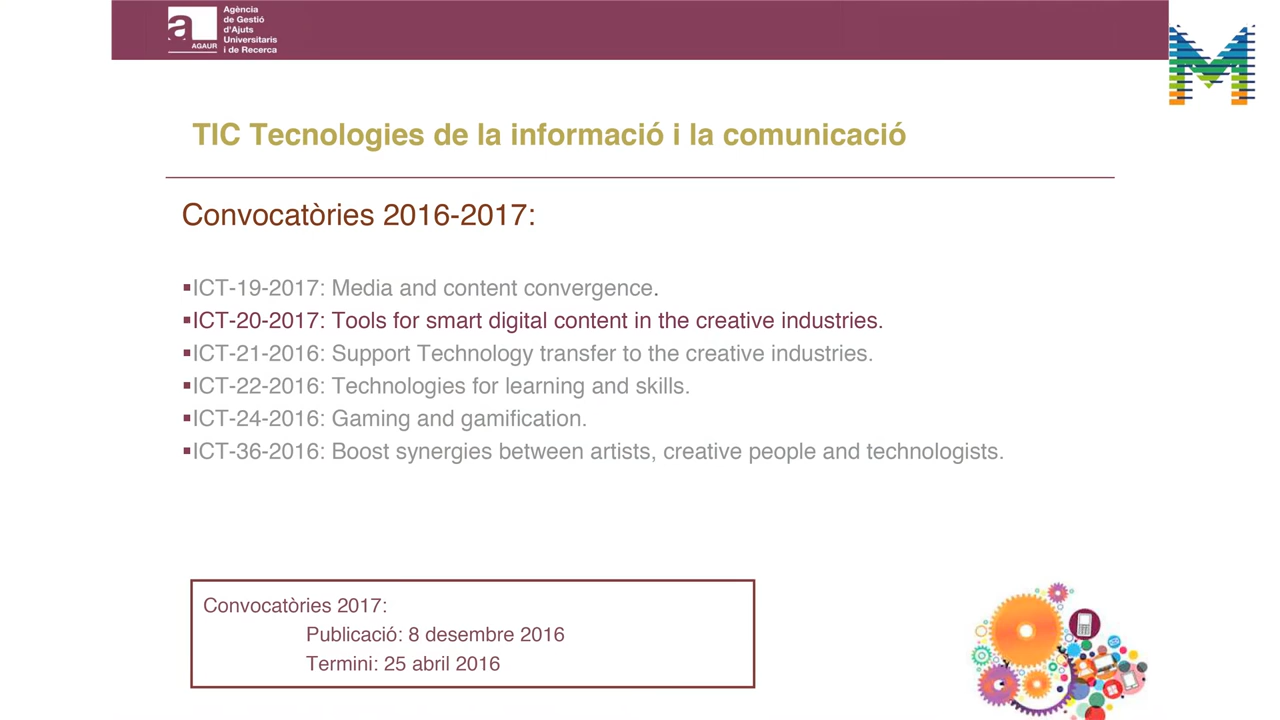 Agència
de Gestió
d'Ajuts
Universitaris
i de Recerca
a
AGAUR
M
TIC Tecnologies de la informació i la comunicació
Convocatòries 2016-2017:
▪ICT-19-2017: Media and content convergence.
▪ICT-20-2017: Tools for smart digital content in the creative industries.
▪ICT-21-2016: Support Technology transfer to the creative industries.
▪ICT-22-2016: Technologies for learning and skills.
▪ICT-24-2016: Gaming and gamification.
▪ICT-36-2016: Boost synergies between artists, creative people and technologists.
Convocatòries 2017:
Publicació: 8 desembre 2016
Termini: 25 abril 2016